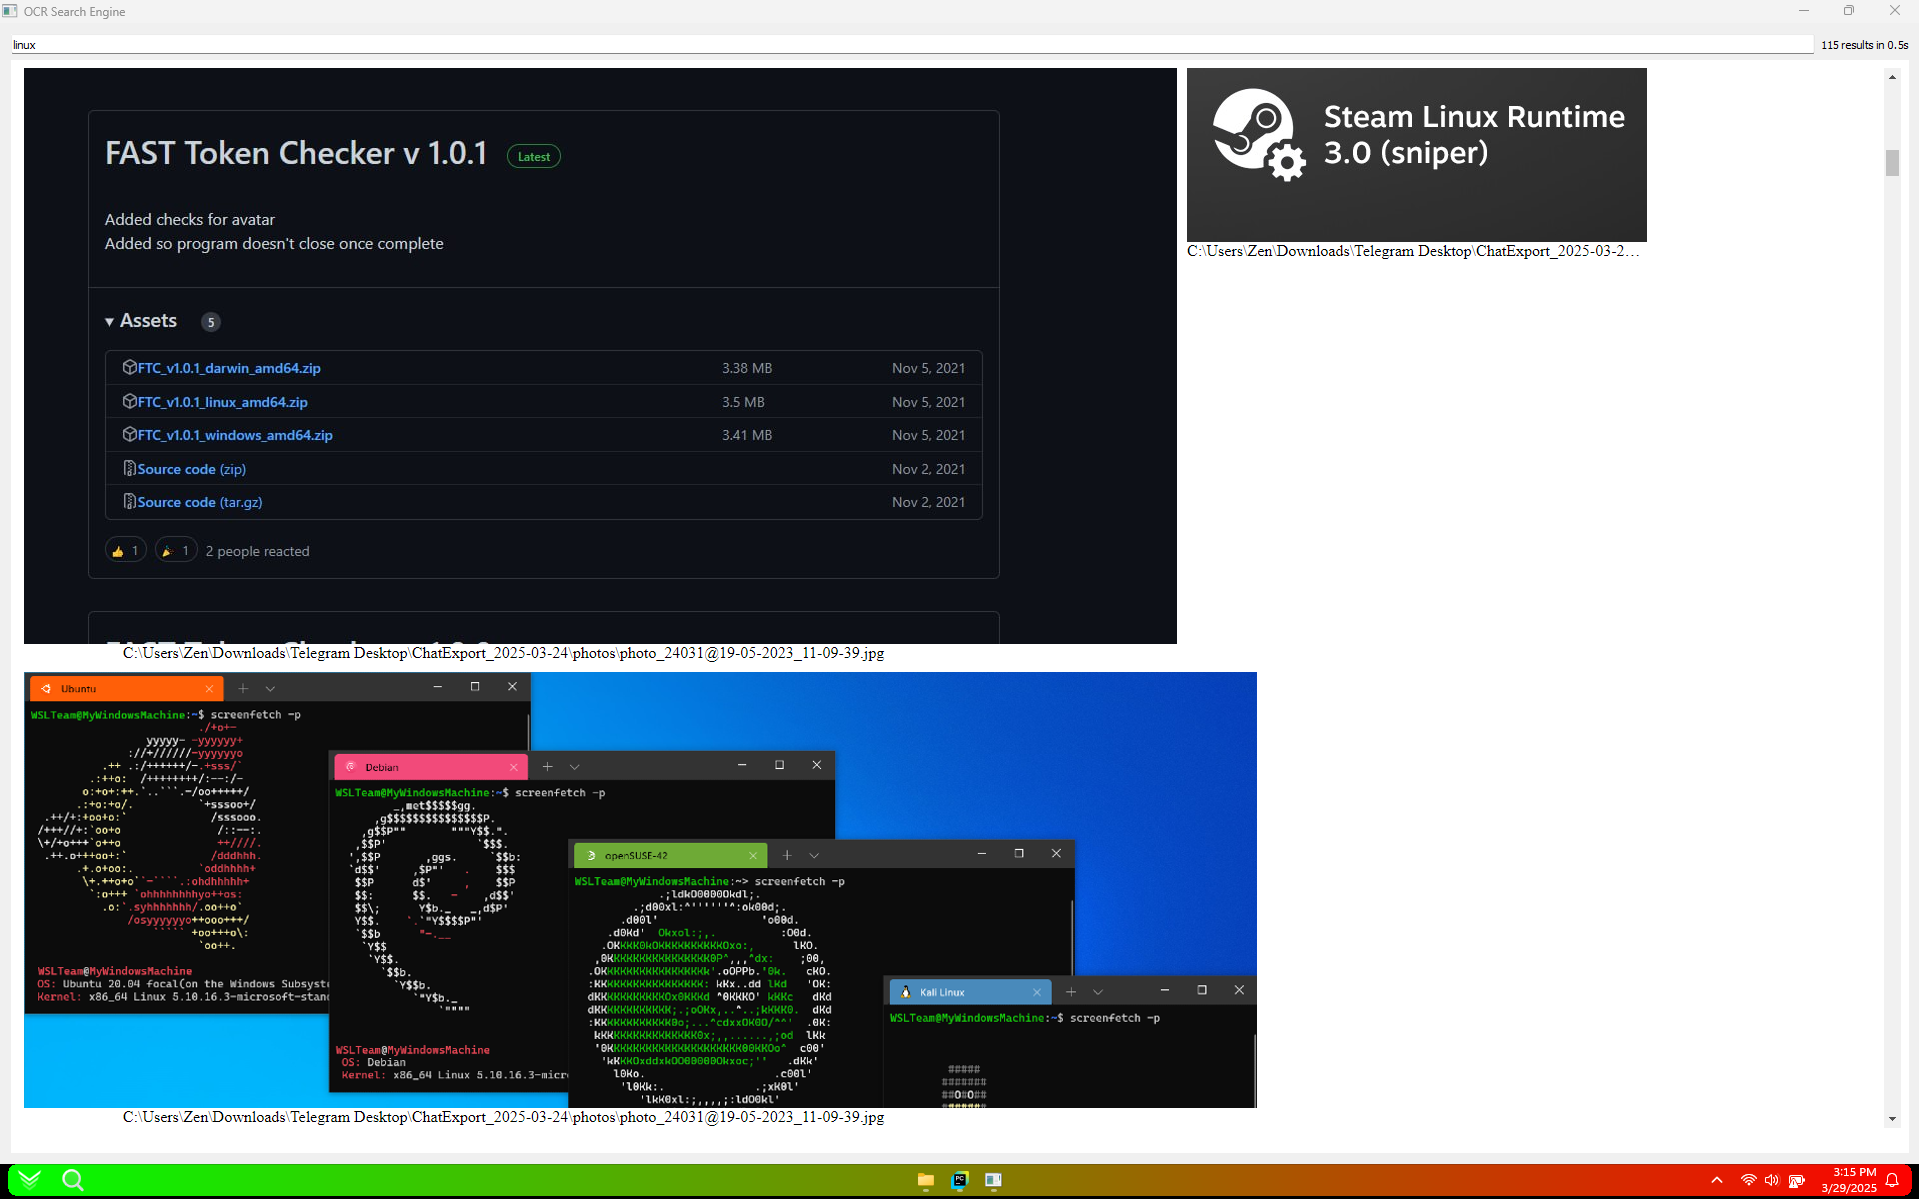 OCR Search Engine
linux
115 results in 0.5s
FAST Token Checker v 1.0.1 Latest
Added checks for avatar
Added so program doesn't close once complete
Assets 5
FTC_v1.0.1_darwin_amd64.zip 3.38 MB Nov 5, 2021
FTC_v1.0.1_linux_amd64.zip 3.5 MB Nov 5, 2021
FTC_v1.0.1_windows_amd64.zip 3.41 MB Nov 5, 2021
Source code (zip) Nov 2, 2021
Source code (tar.gz) Nov 2, 2021
1 1 2 people reacted
C:\Users\Zen\Downloads\Telegram Desktop\ChatExport_2025-03-24\photos\photo_24031@19-05-2023_11-09-39.jpg
Steam Linux Runtime
3.0 (sniper)
C:\Users\Zen\Downloads\Telegram Desktop\ChatExport_2025-03-2...
Ubuntu
WSLTeam@MyWindowsMachine:~$ screenfetch -p
WSLTeam@MyWindowsMachine
OS: Ubuntu 20.04 focal(on the Windows Subsyst
Kernel: x86_64 Linux 5.10.16.3-microsoft-stan
Debian
WSLTeam@MyWindowsMachine:~$ screenfetch -p
WSLTeam@MyWindowsMachine
OS: Debian
Kernel: x86_64 Linux 5.10.16.3-micr
openSUSE-42
WSLTeam@MyWindowsMachine:~> screenfetch -p
Kali Linux
WSLTeam@MyWindowsMachine:~$ screenfetch -p
C:\Users\Zen\Downloads\Telegram Desktop\ChatExport_2025-03-24\photos\photo_24031@19-05-2023_11-09-39.jpg
3:15 PM
3/29/2025